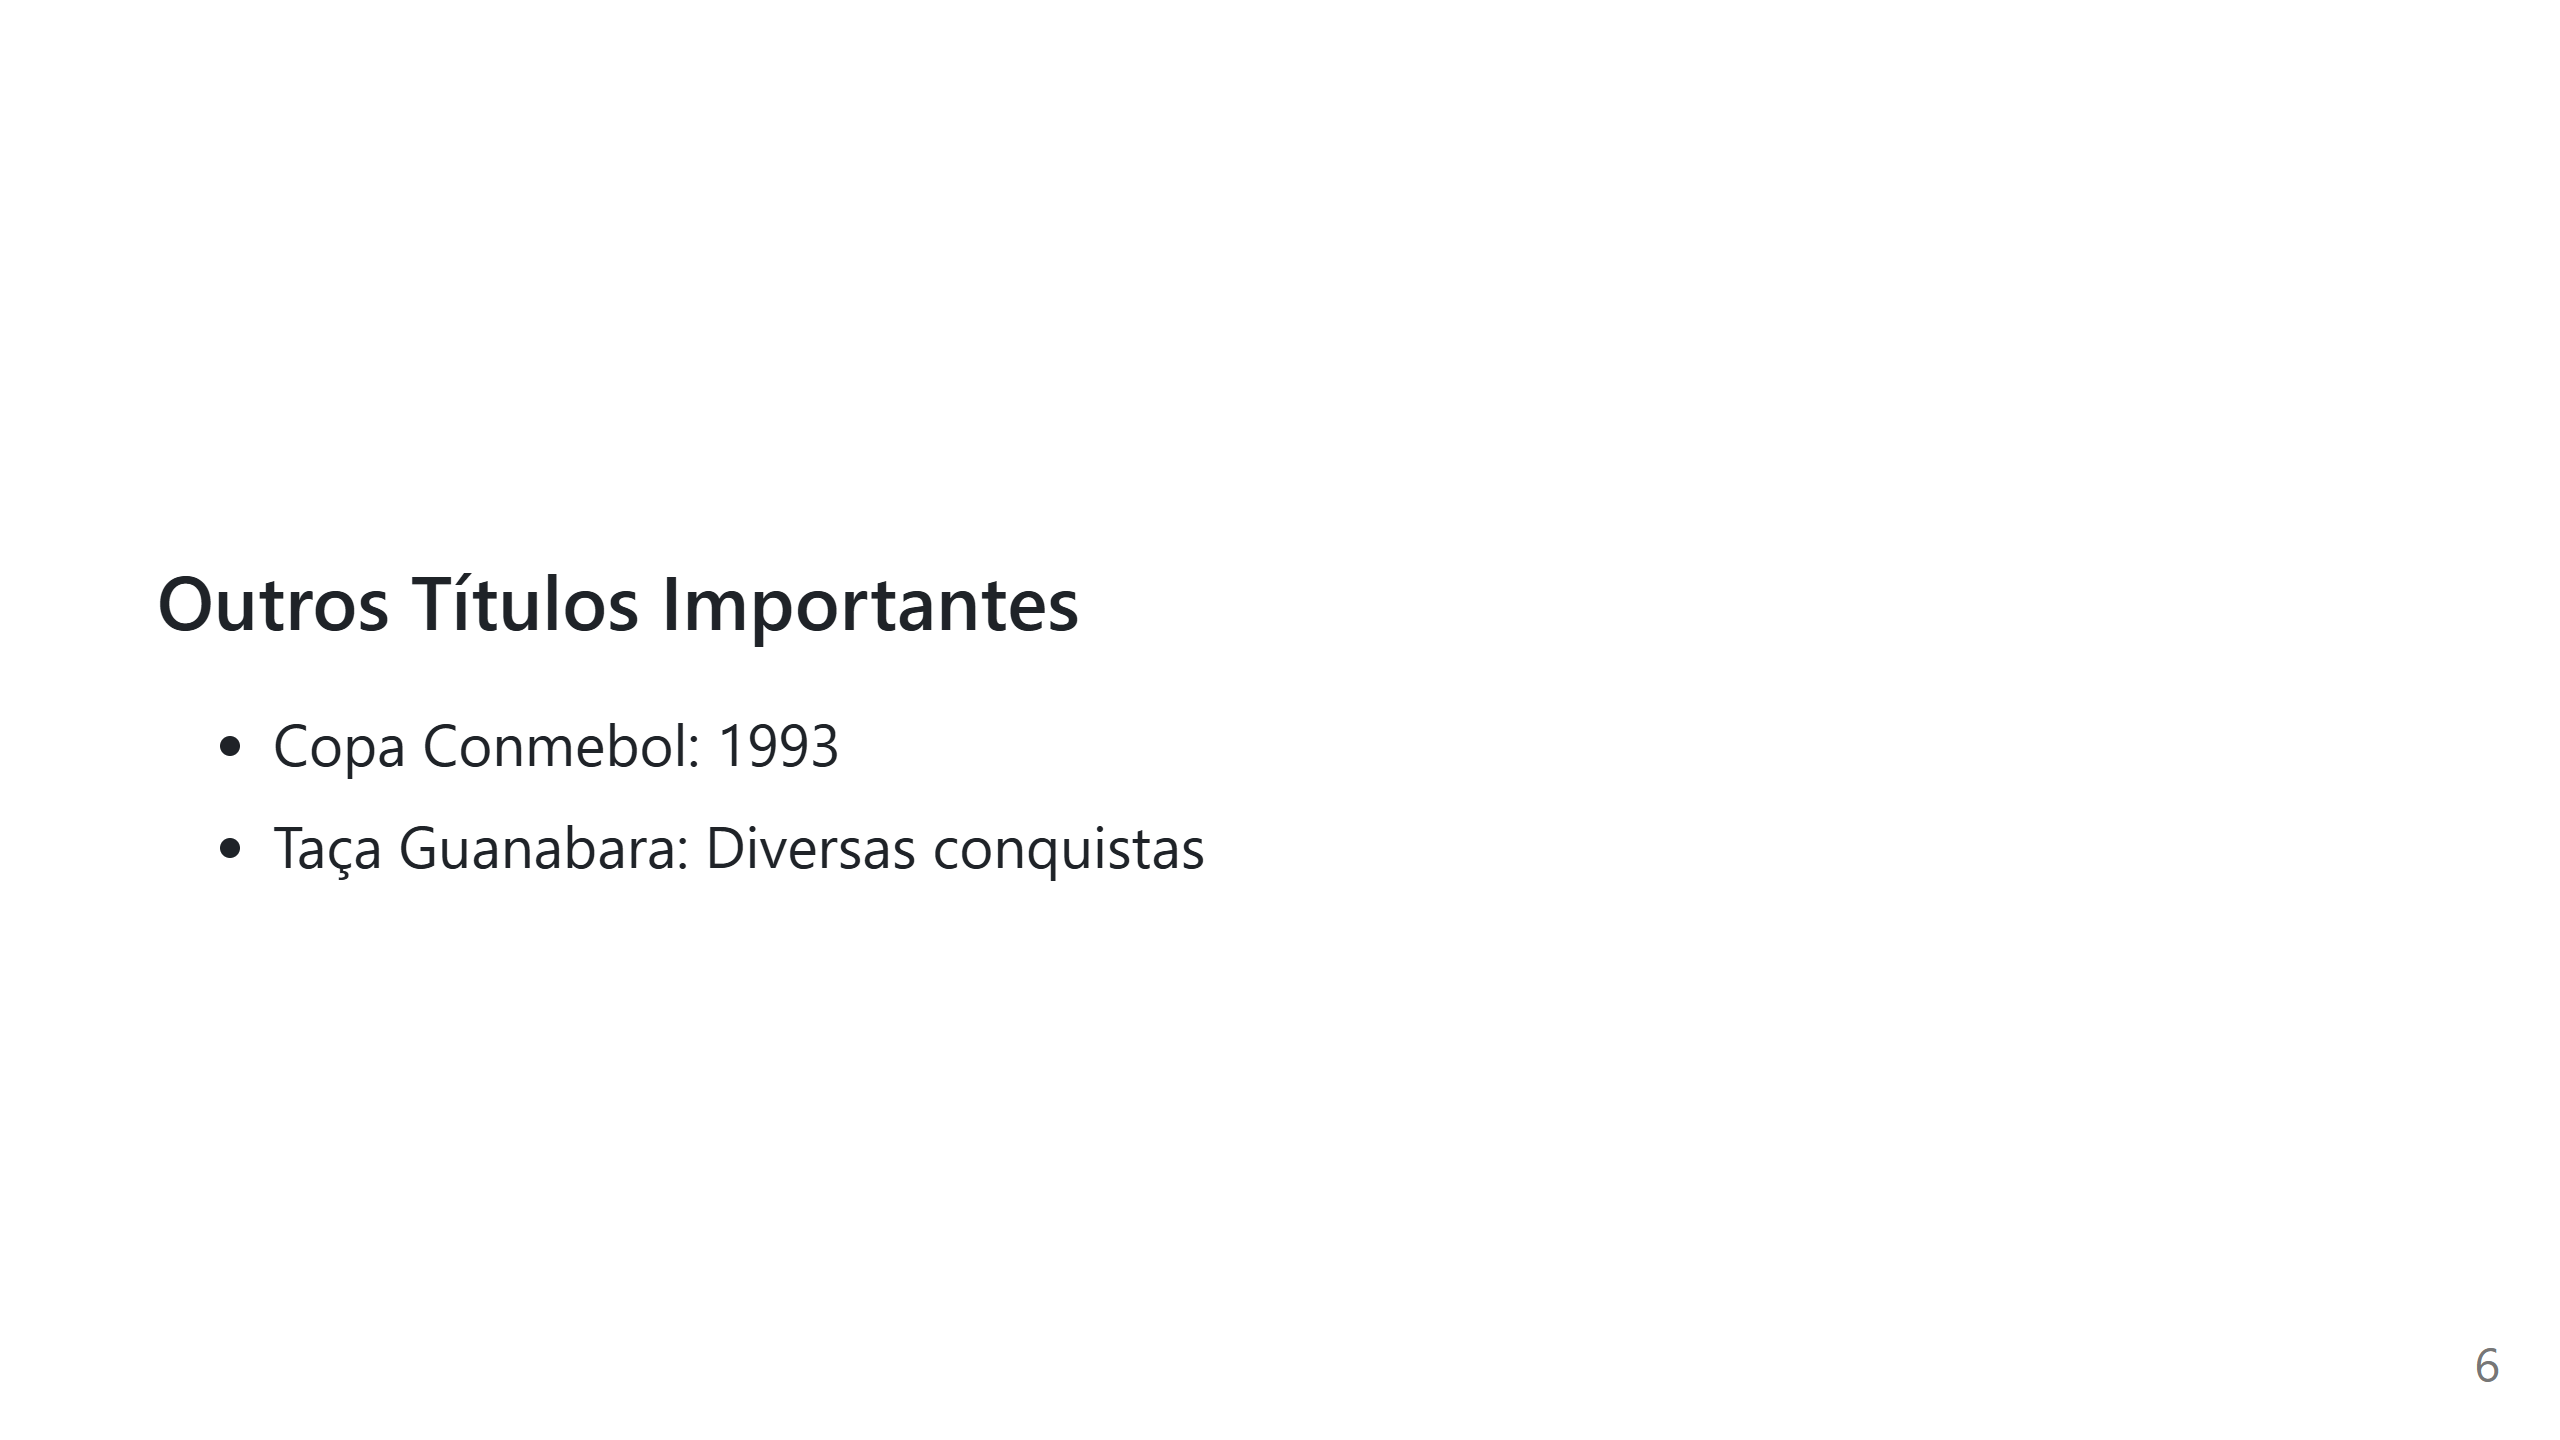 Outros Títulos Importantes
• Copa Conmebol: 1993
• Taça Guanabara: Diversas conquistas
6